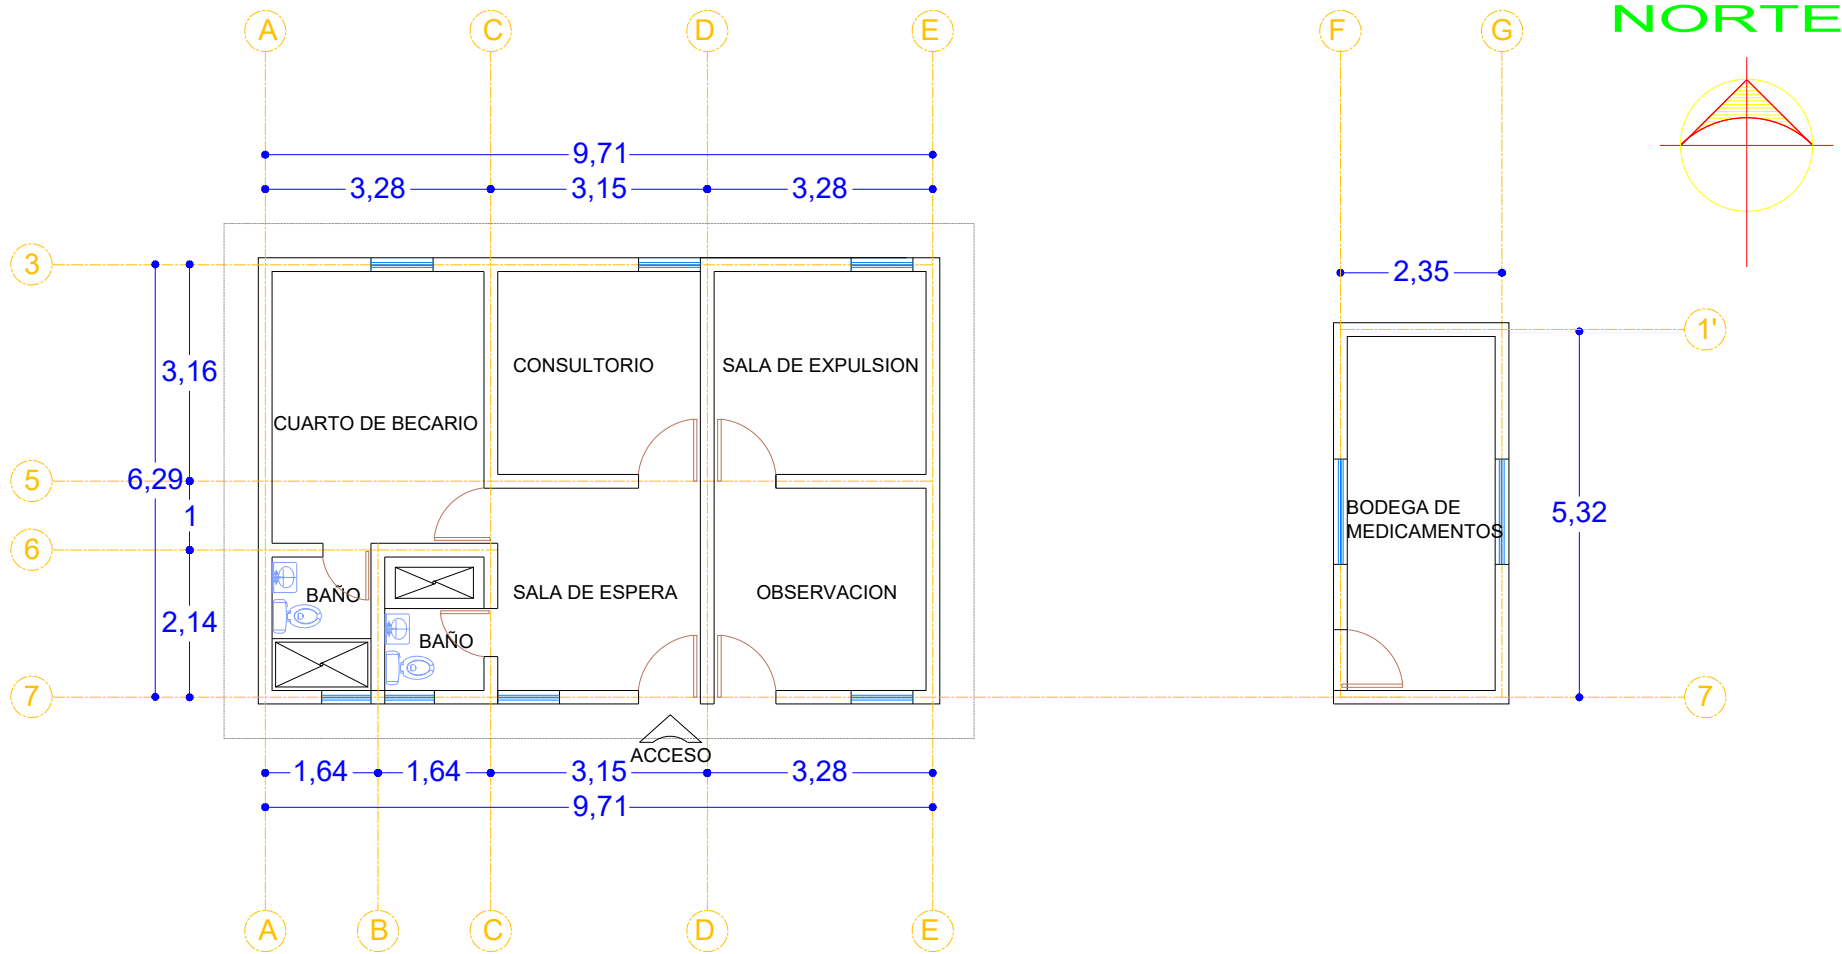 NORTE
A
C
D
E
F
G
9,71
3,28
3,15
3,28
3
2,35
1'
3,16
CONSULTORIO
SALA DE EXPULSION
CUARTO DE BECARIO
5
6,29
1
BODEGA DE
MEDICAMENTOS
5,32
6
BAÑO
SALA DE ESPERA
OBSERVACION
2,14
BAÑO
7
7
ACCESO
1,64
1,64
3,15
3,28
9,71
A
B
C
D
E